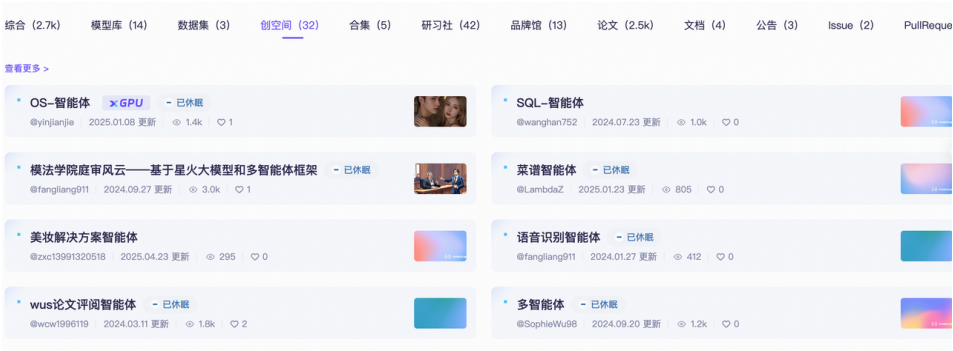 综合（2.7k） 模型库（14） 数据集（3） 创空间（32） 合集（5） 研习社（42） 品牌馆（13） 论文（2.5k） 文档（4） 公告（3） Issue（2） PullReque
查看更多 >
OS-智能体 xGPU 已休眠
@yinjianjie 2025.01.08 更新 1.4k 1
SQL-智能体
@wanghan752 2024.07.23 更新 1.0k 0
模法学院庭审风云——基于星火大模型和多智能体框架 已休眠
@fangliang911 2024.09.27 更新 3.0k 1
菜谱智能体 已休眠
@LambdaZ 2025.01.23 更新 805 0
美妆解决方案智能体
@zxc13991320518 2025.04.23 更新 295 0
语音识别智能体 已休眠
@fangliang911 2024.01.27 更新 412 0
wus论文评阅智能体 已休眠
@wcw1996119 2024.03.11 更新 1.8k 2
多智能体 已休眠
@SophieWu98 2024.09.20 更新 1.2k 0